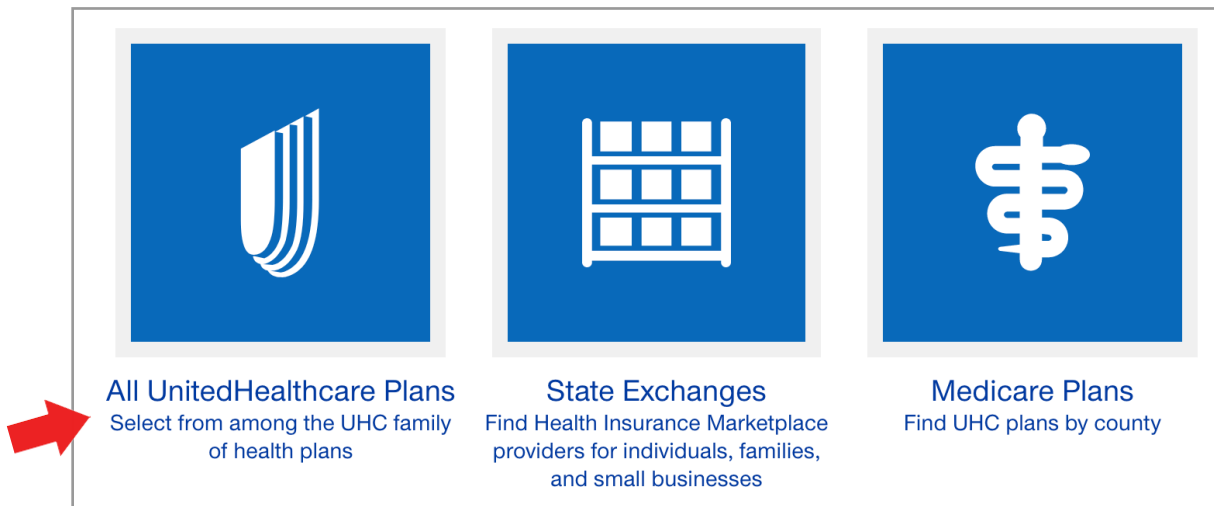 All UnitedHealthcare Plans
Select from among the UHC family
of health plans
State Exchanges
Find Health Insurance Marketplace
providers for individuals, families,
and small businesses
Medicare Plans
Find UHC plans by county